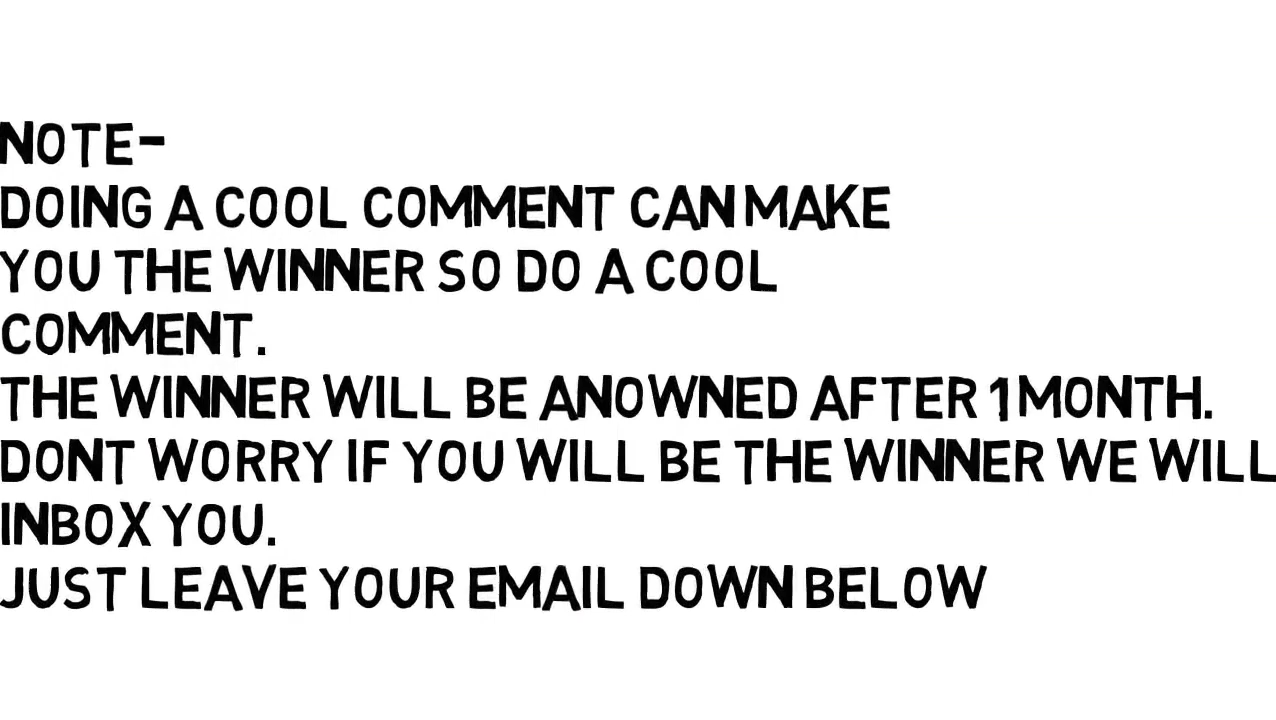 NOTE-
DOING A COOL COMMENT CAN MAKE
YOU THE WINNER SO DO A COOL
COMMENT.
THE WINNER WILL BE ANOWNED AFTER 1 MONTH.
DONT WORRY IF YOU WILL BE THE WINNER WE WILL
INBOX YOU.
JUST LEAVE YOUR EMAIL DOWN BELOW